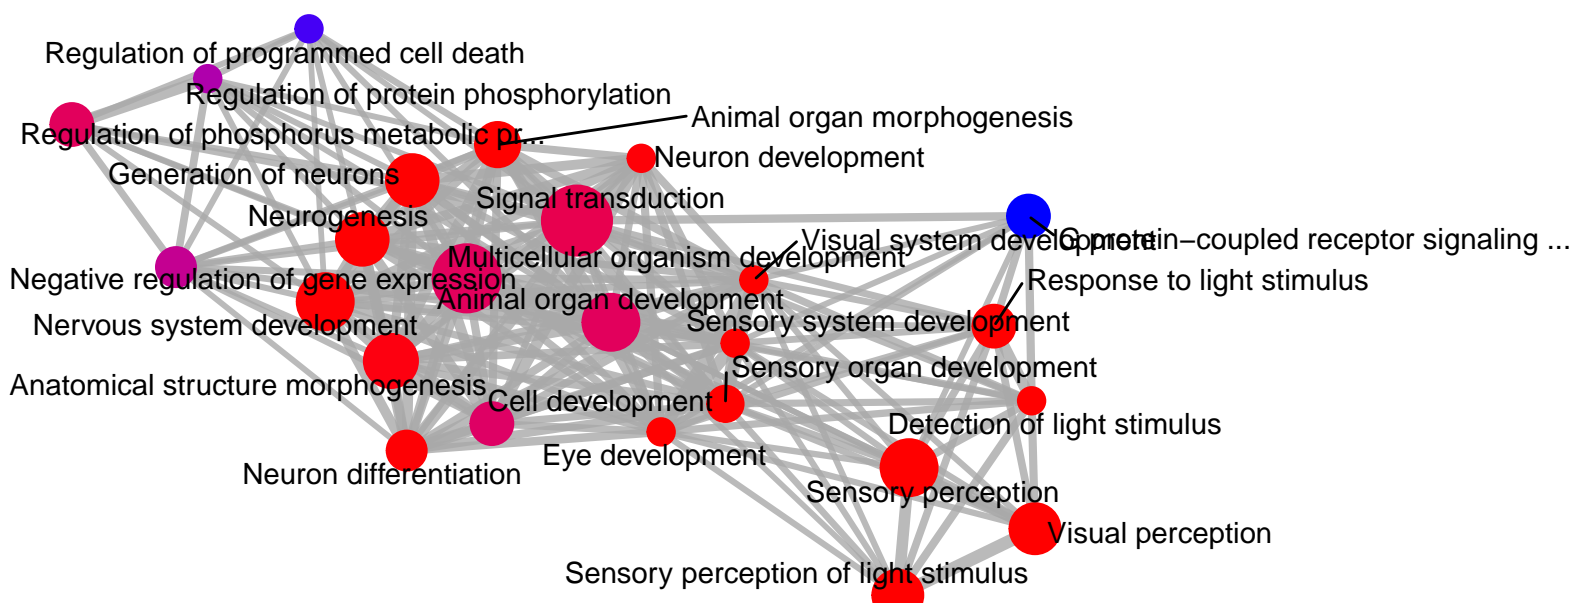 Regulation of programmed cell death
Regulation of protein phosphorylation
Animal organ morphogenesis
Regulation of phosphorus metabolic pr...
Neuron development
Generation of neurons
Signal transduction
Neurogenesis
Visual system development
G protein−coupled receptor signaling ...
Multicellular organism development
Negative regulation of gene expression
Response to light stimulus
Animal organ development
Nervous system development
Sensory system development
Sensory organ development
Anatomical structure morphogenesis
Cell development
Detection of light stimulus
Eye development
Neuron differentiation
Sensory perception
Visual perception
Sensory perception of light stimulus